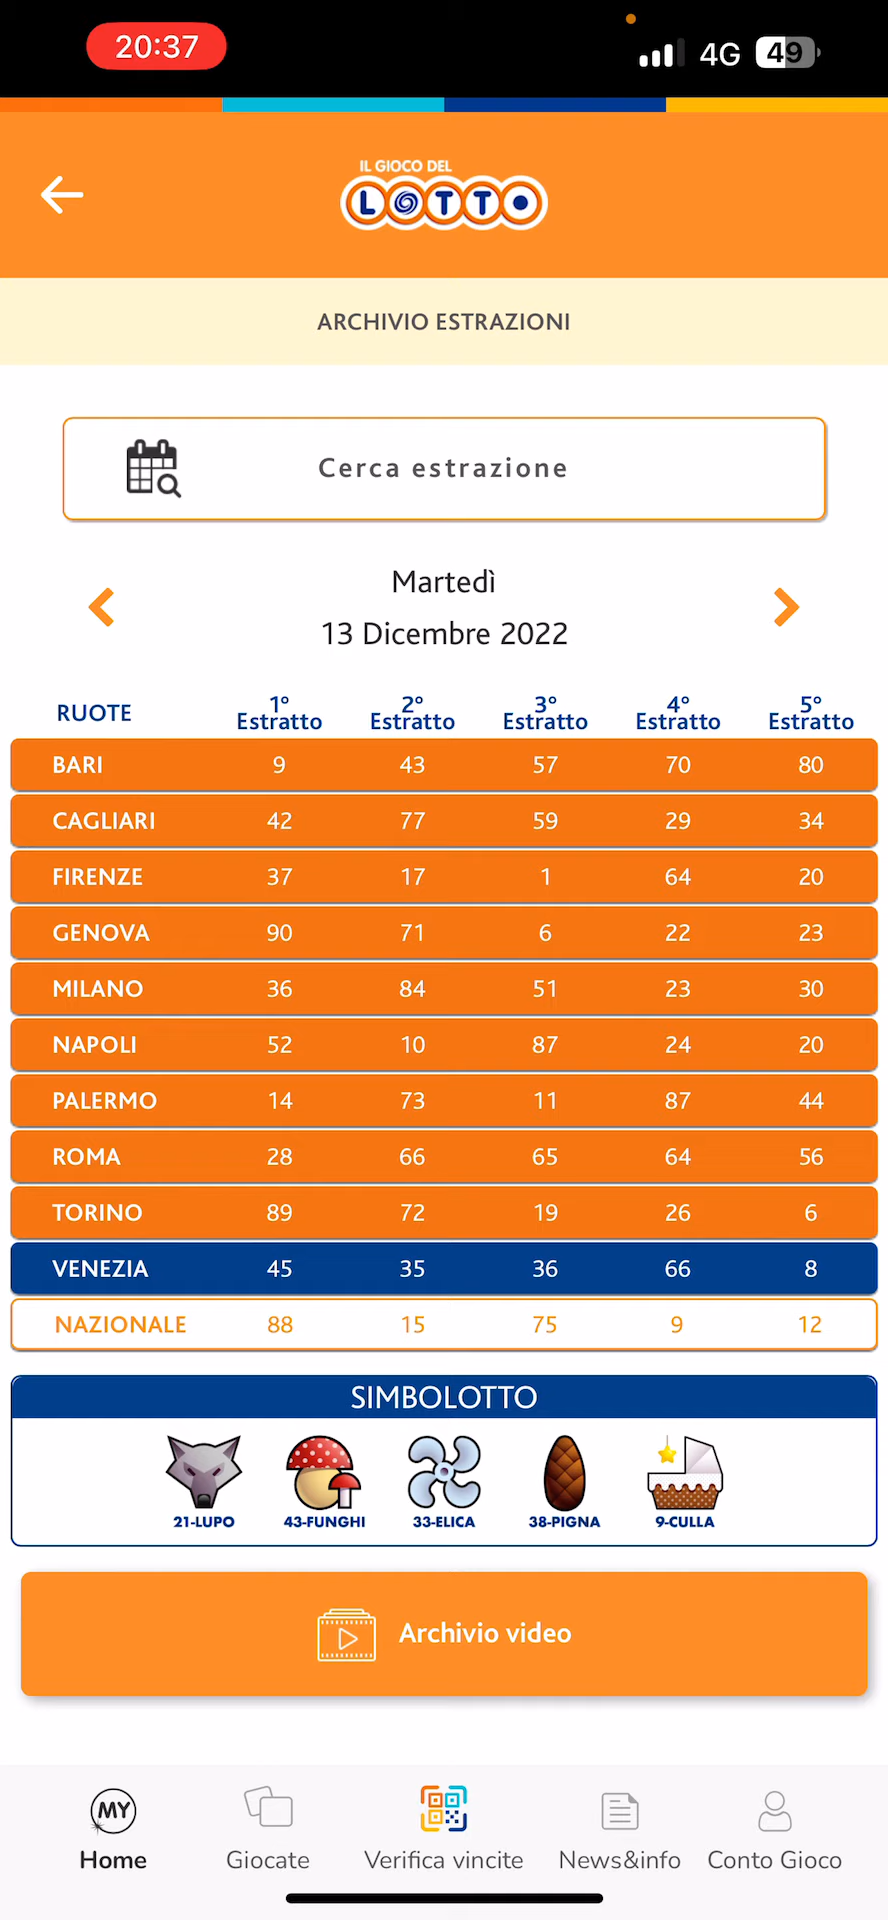 20:37
4G 49
IL GIOCO DEL
LOTTO
ARCHIVIO ESTRAZIONI
Cerca estrazione
Martedì
13 Dicembre 2022
RUOTE 1° Estratto 2° Estratto 3° Estratto 4° Estratto 5° Estratto
BARI 9 43 57 70 80
CAGLIARI 42 77 59 29 34
FIRENZE 37 17 1 64 20
GENOVA 90 71 6 22 23
MILANO 36 84 51 23 30
NAPOLI 52 10 87 24 20
PALERMO 14 73 11 87 44
ROMA 28 66 65 64 56
TORINO 89 72 19 26 6
VENEZIA 45 35 36 66 8
NAZIONALE 88 15 75 9 12
SIMBOLOTTO
21-LUPO 43-FUNGHI 33-ELICA 38-PIGNA 9-CULLA
Archivio video
MY
Home Giocate Verifica vincite News&info Conto Gioco